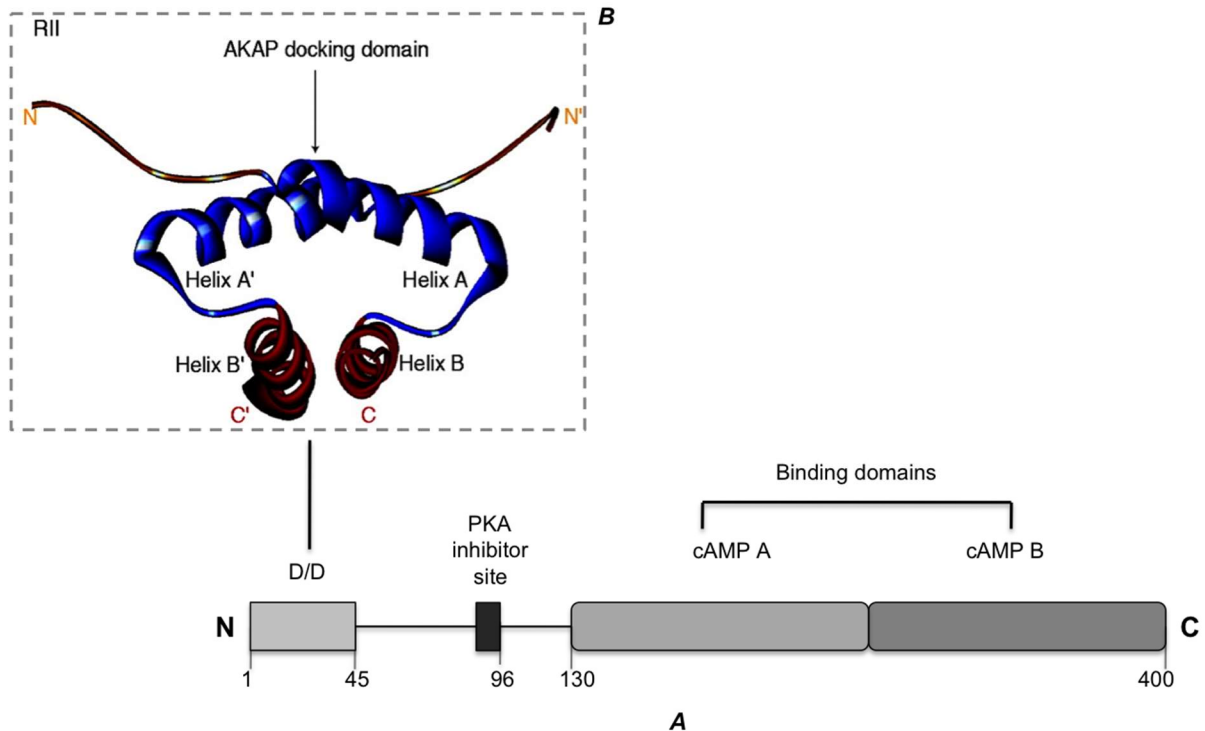 B
RII
AKAP docking domain
N
N'
Helix A'
Helix A
Helix B'
Helix B
C'
C
Binding domains
PKA
inhibitor
site
cAMP A
cAMP B
D/D
N
C
1
45
96
130
400
A